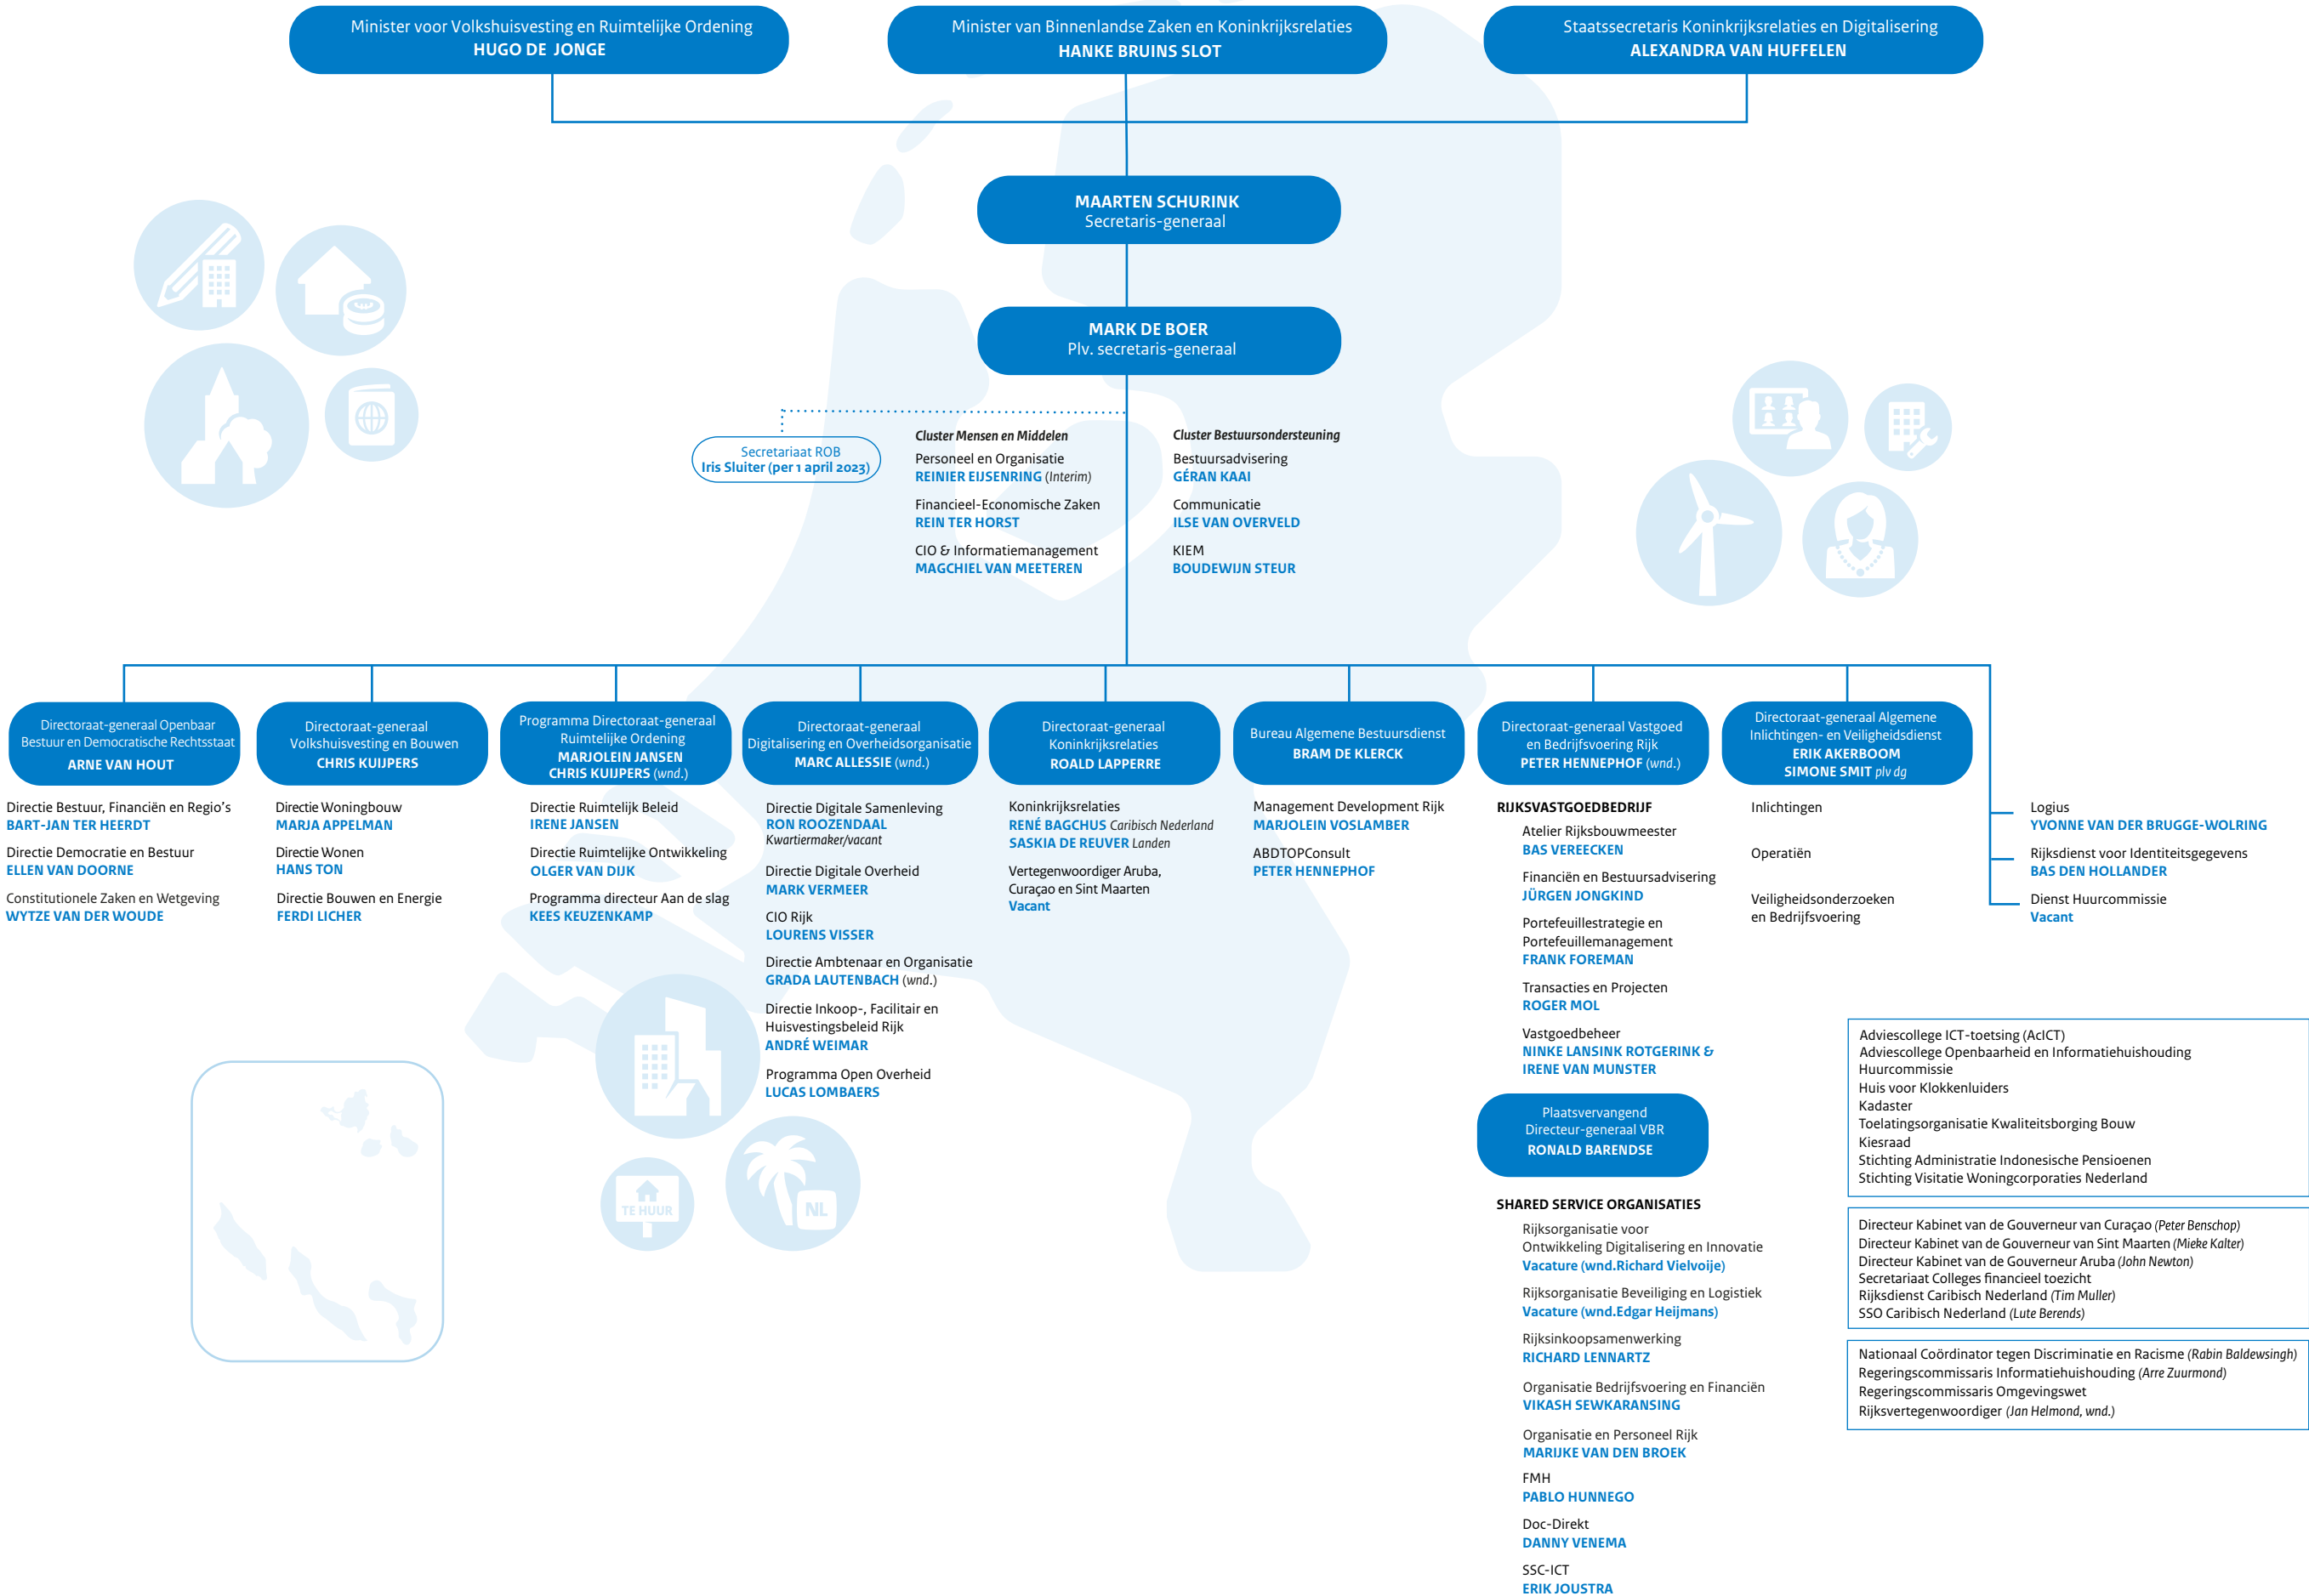 Minister voor Volkshuisvesting en Ruimtelijke Ordening
HUGO DE JONGE
Minister van Binnenlandse Zaken en Koninkrijksrelaties
HANKE BRUINS SLOT
Staatssecretaris Koninkrijksrelaties en Digitalisering
ALEXANDRA VAN HUFFELEN
MAARTEN SCHURINK
Secretaris-generaal
MARK DE BOER
Plv. secretaris-generaal
Secretariaat ROB
Iris Sluiter (per 1 april 2023)
Cluster Mensen en Middelen
Personeel en Organisatie
REINIER EIJSENRING (Interim)
Financieel-Economische Zaken
REIN TER HORST
CIO & Informatiemanagement
MAGCHIEL VAN MEETEREN
Cluster Bestuursondersteuning
Bestuursadvisering
GÉRAN KAAI
Communicatie
ILSE VAN OVERVELD
KIEM
BOUDEWIJN STEUR
Directoraat-generaal Openbaar
Bestuur en Democratische Rechtsstaat
ARNE VAN HOUT
Directie Bestuur, Financiën en Regio's
BART-JAN TER HEERDT
Directie Democratie en Bestuur
ELLEN VAN DOORNE
Constitutionele Zaken en Wetgeving
WYTZE VAN DER WOUDE
Directoraat-generaal
Volkshuisvesting en Bouwen
CHRIS KUIJPERS
Directie Woningbouw
MARJA APPELMAN
Directie Wonen
HANS TON
Directie Bouwen en Energie
FERDI LICHER
Programma Directoraat-generaal
Ruimtelijke Ordening
MARJOLEIN JANSEN
CHRIS KUIJPERS (wnd.)
Directie Ruimtelijk Beleid
IRENE JANSEN
Directie Ruimtelijke Ontwikkeling
OLGER VAN DIJK
Programma directeur Aan de slag
KEES KEUZENKAMP
Directoraat-generaal
Digitalisering en Overheidsorganisatie
MARC ALLESSIE (wnd.)
Directie Digitale Samenleving
RON ROOZENDAAL
Kwartiermaker/vacant
Directie Digitale Overheid
MARK VERMEER
CIO Rijk
LOURENS VISSER
Directie Ambtenaar en Organisatie
GRADA LAUTENBACH (wnd.)
Directie Inkoop-, Facilitair en
Huisvestingsbeleid Rijk
ANDRÉ WEIMAR
Programma Open Overheid
LUCAS LOMBAERS
Directoraat-generaal
Koninkrijksrelaties
ROALD LAPPERRE
Koninkrijksrelaties
RENÉ BAGCHUS Caribisch Nederland
SASKIA DE REUVER Landen
Vertegenwoordiger Aruba,
Curaçao en Sint Maarten
Vacant
Bureau Algemene Bestuursdienst
BRAM DE KLERCK
Management Development Rijk
MARJOLEIN VOSLAMBER
ABDTOPConsult
PETER HENNEPHOF
Directoraat-generaal Vastgoed
en Bedrijfsvoering Rijk
PETER HENNEPHOF (wnd.)
RIJKSVASTGOEDBEDRIJF
Atelier Rijksbouwmeester
BAS VEREECKEN
Financiën en Bestuursadvisering
JÜRGEN JONGKIND
Portefeuillestrategie en
Portefeuillemanagement
FRANK FOREMAN
Transacties en Projecten
ROGER MOL
Vastgoedbeheer
NINKE LANSINK ROTGERINK &
IRENE VAN MUNSTER
Plaatsvervangend
Directeur-generaal VBR
RONALD BARENDSE
SHARED SERVICE ORGANISATIES
Rijksorganisatie voor
Ontwikkeling Digitalisering en Innovatie
Vacature (wnd.Richard Vielvoije)
Rijksorganisatie Beveiliging en Logistiek
Vacature (wnd.Edgar Heijmans)
Rijksinkoopsamenwerking
RICHARD LENNARTZ
Organisatie Bedrijfsvoering en Financiën
VIKASH SEWKARANSING
Organisatie en Personeel Rijk
MARIJKE VAN DEN BROEK
FMH
PABLO HUNNEGO
Doc-Direkt
DANNY VENEMA
SSC-ICT
ERIK JOUSTRA
Directoraat-generaal Algemene
Inlichtingen- en Veiligheidsdienst
ERIK AKERBOOM
SIMONE SMIT plv dg
Inlichtingen
Operatiën
Veiligheidsonderzoeken
en Bedrijfsvoering
Logius
YVONNE VAN DER BRUGGE-WOLRING
Rijksdienst voor Identiteitsgegevens
BAS DEN HOLLANDER
Dienst Huurcommissie
Vacant
Adviescollege ICT-toetsing (AcICT)
Adviescollege Openbaarheid en Informatiehuishouding
Huurcommissie
Huis voor Klokkenluiders
Kadaster
Toelatingsorganisatie Kwaliteitsborging Bouw
Kiesraad
Stichting Administratie Indonesische Pensioenen
Stichting Visitatie Woningcorporaties Nederland
Directeur Kabinet van de Gouverneur van Curaçao (Peter Benschop)
Directeur Kabinet van de Gouverneur van Sint Maarten (Mieke Kalter)
Directeur Kabinet van de Gouverneur Aruba (John Newton)
Secretariaat Colleges financieel toezicht
Rijksdienst Caribisch Nederland (Tim Muller)
SSO Caribisch Nederland (Lute Berends)
Nationaal Coördinator tegen Discriminatie en Racisme (Rabin Baldewsingh)
Regeringscommissaris Informatiehuishouding (Arre Zuurmond)
Regeringscommissaris Omgevingswet
Rijksvertegenwoordiger (Jan Helmond, wnd.)
TE HUUR
NL